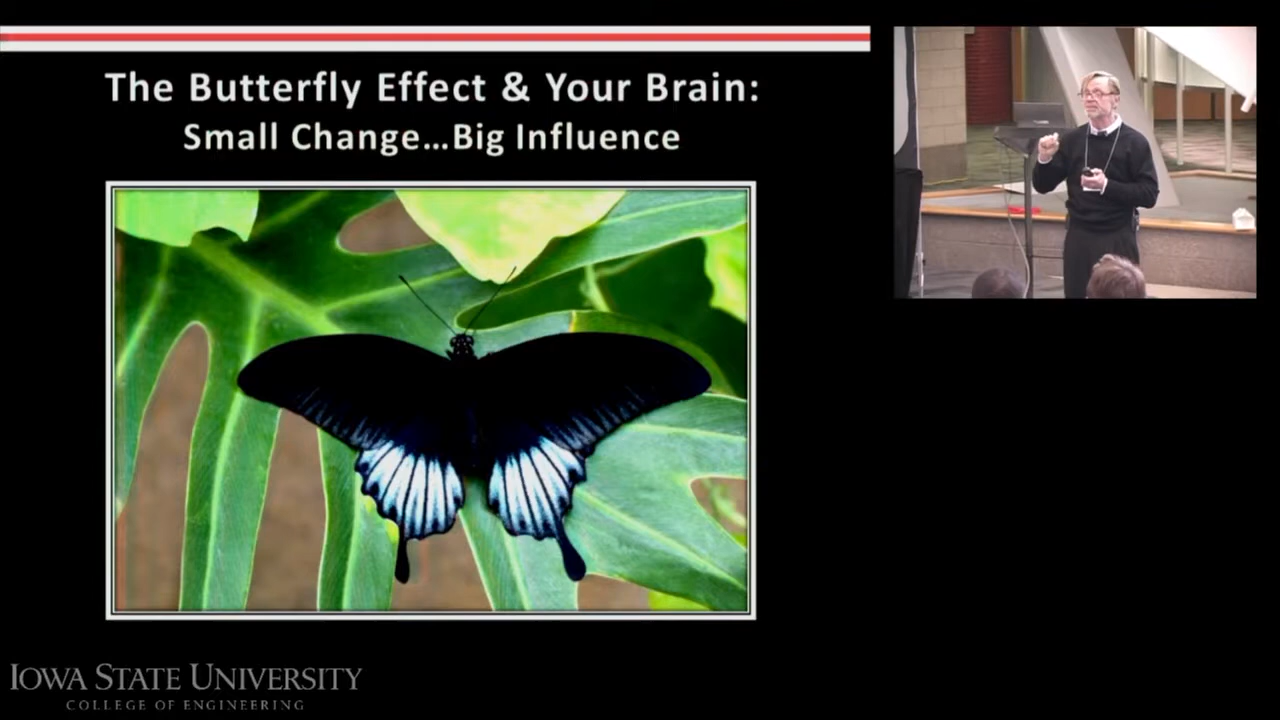 The Butterfly Effect & Your Brain:
Small Change...Big Influence
IOWA STATE UNIVERSITY
COLLEGE OF ENGINEERING